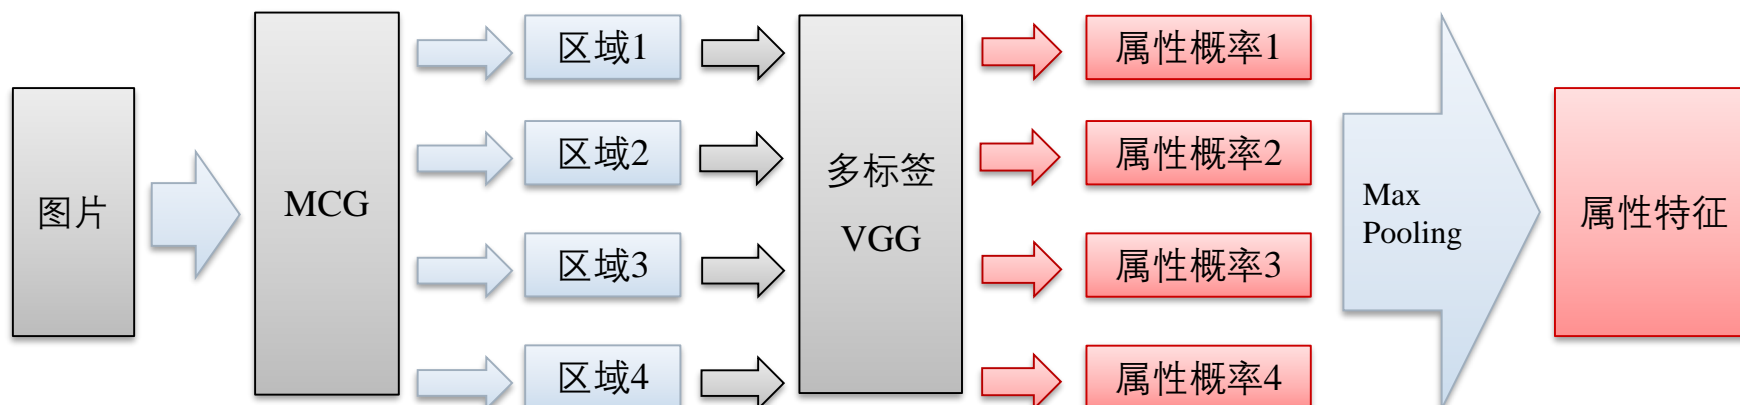 图片
MCG
区域1
区域2
区域3
区域4
多标签
VGG
属性概率1
属性概率2
属性概率3
属性概率4
Max
Pooling
属性特征